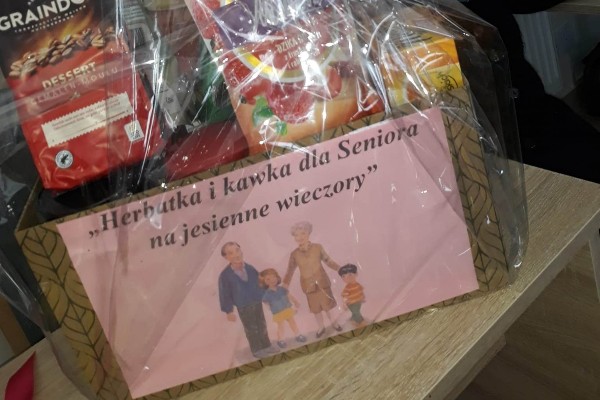 GRAINDO
DESSERT
„Herbatka i kawka dla Seniora
na jesienne wieczory”